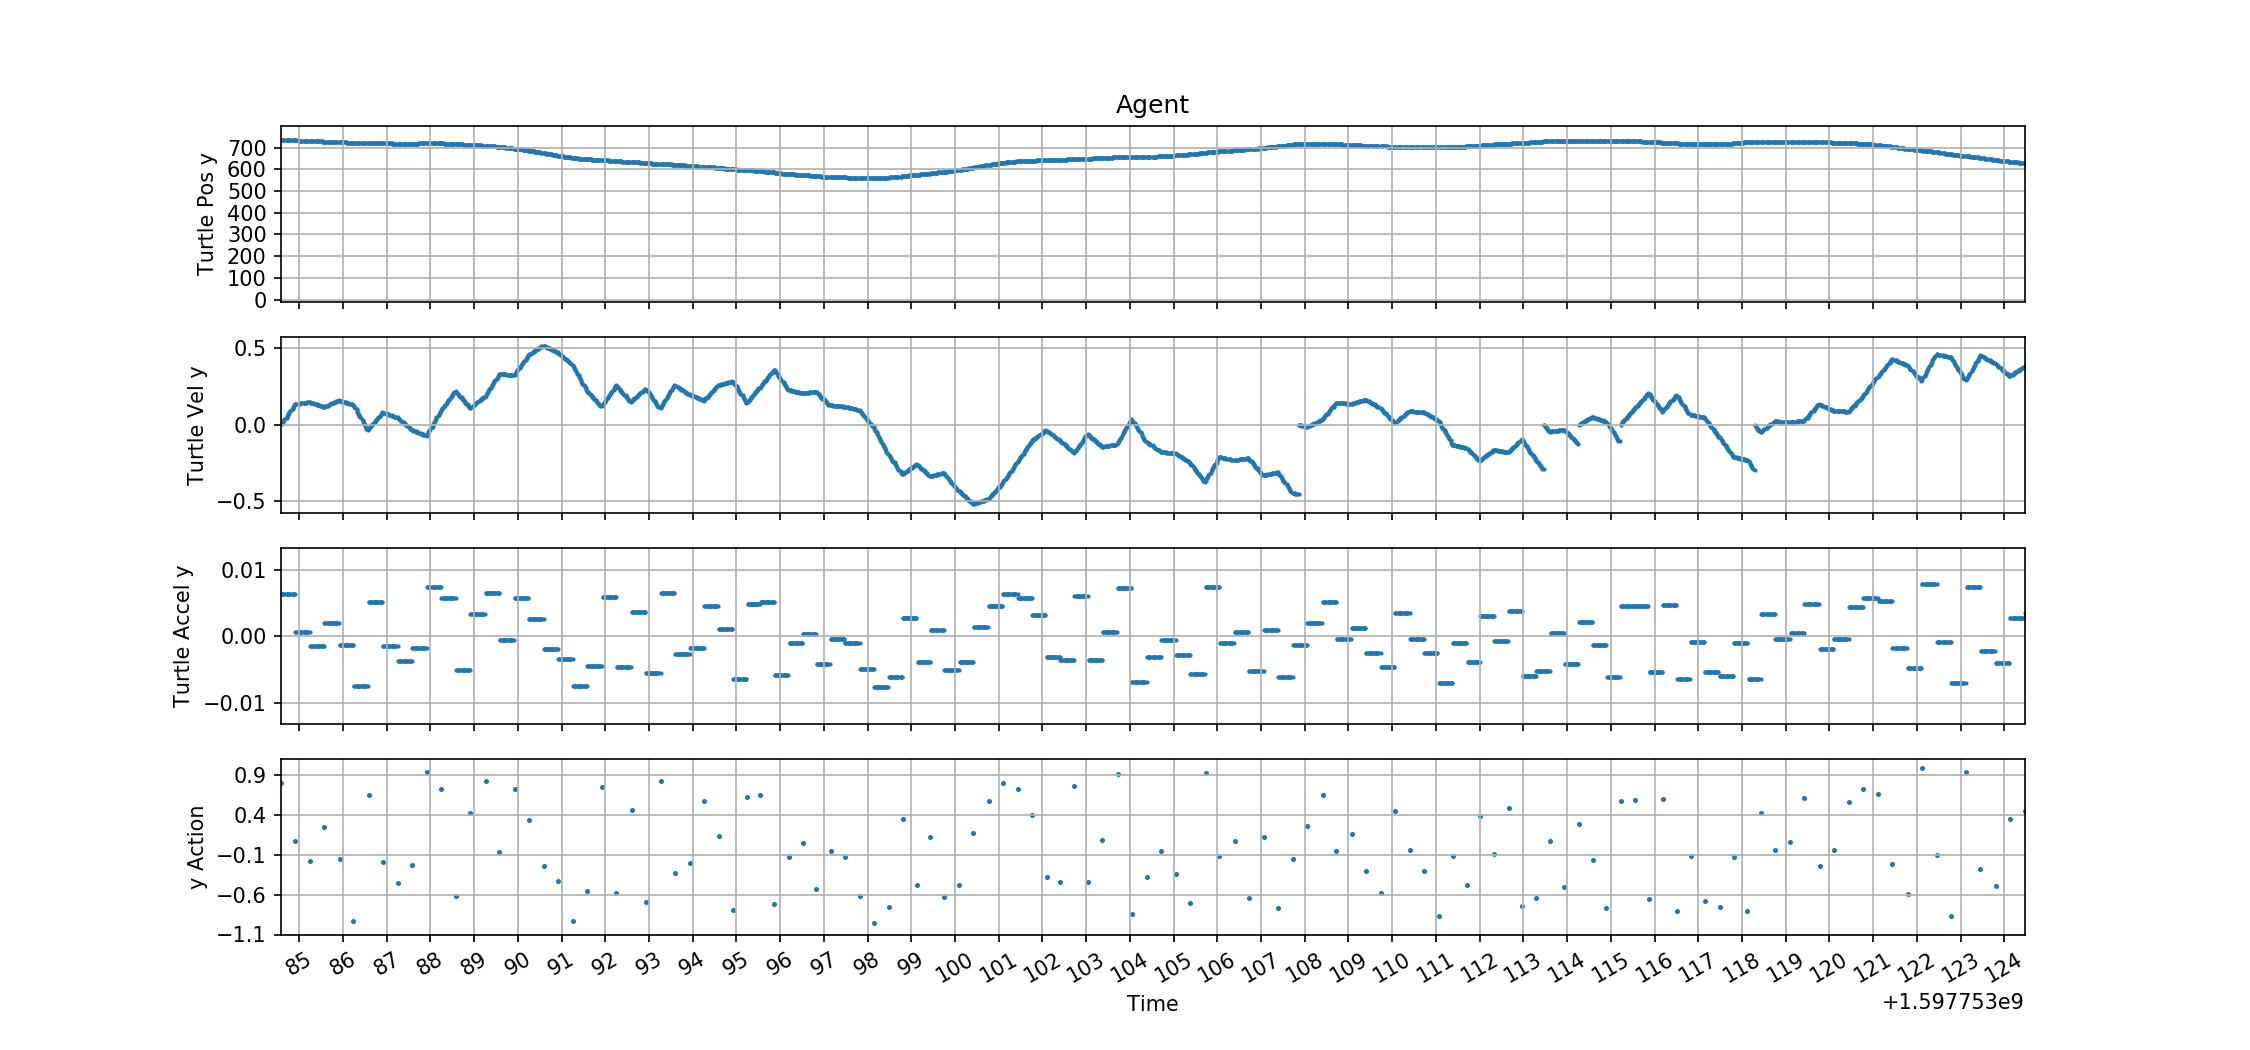 Agent
Turtle Pos y
700
600
500
400
300
200
100
0
Turtle Vel y
0.5
0.0
−0.5
Turtle Accel y
0.01
0.00
−0.01
y Action
0.9
0.4
−0.1
−0.6
−1.1
85 86 87 88 89 90 91 92 93 94 95 96 97 98 99 100 101 102 103 104 105 106 107 108 109 110 111 112 113 114 115 116 117 118 119 120 121 122 123 124
Time
+1.597753e9